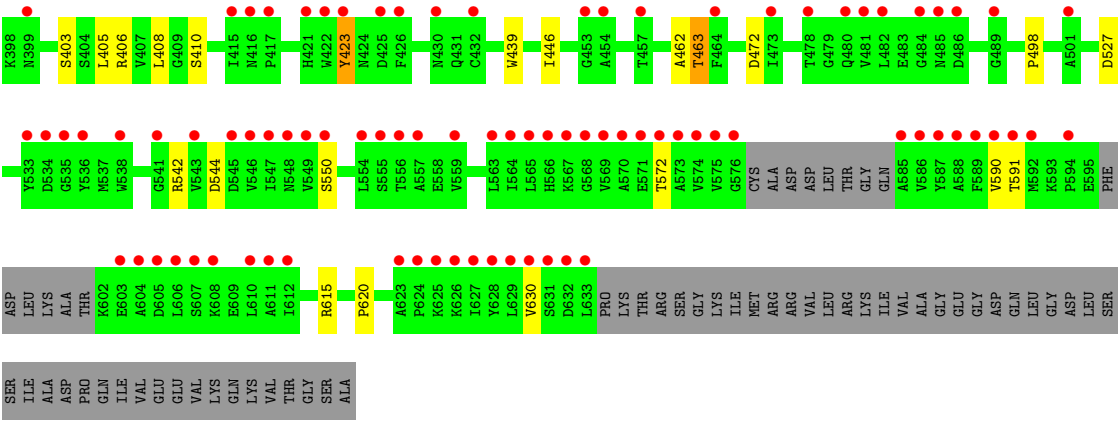 K398 N399 S403 S404 L405 R406 V407 L408 G409 S410 I415 N416 P417 H421 W422 Y423 N424 D425 F426 N430 Q431 C432 W439 I446 G453 A454 T457 A462 T463 F464 D472 I473 T478 G479 Q480 V481 L482 E483 G484 N485 D486 G489 P498 A501 D527
Y533 D534 G535 Y536 M537 W538 G541 R542 V543 D544 D545 V546 I547 N548 V549 S550 L554 S555 T556 A557 E558 V559 L563 I564 L565 H566 K567 G568 V569 A570 E571 T572 A573 V574 V575 G576 CYS ALA ASP ASP LEU THR GLY GLN A585 V586 Y587 A588 F589 V590 T591 M592 K593 P594 E595 PHE
ASP LEU LYS ALA THR K602 E603 A604 D605 L606 S607 K608 E609 L610 A611 I612 R615 P620 A623 P624 K625 K626 I627 Y628 L629 V630 S631 D632 L633 PRO LYS THR ARG SER GLY LYS ILE MET ARG ARG VAL LEU ARG LYS ILE VAL ALA GLY GLU GLY ASP GLN LEU GLY ASP LEU SER
SER ILE ALA ASP PRO GLN ILE VAL GLU GLU VAL LYS GLN LYS VAL THR GLY SER ALA